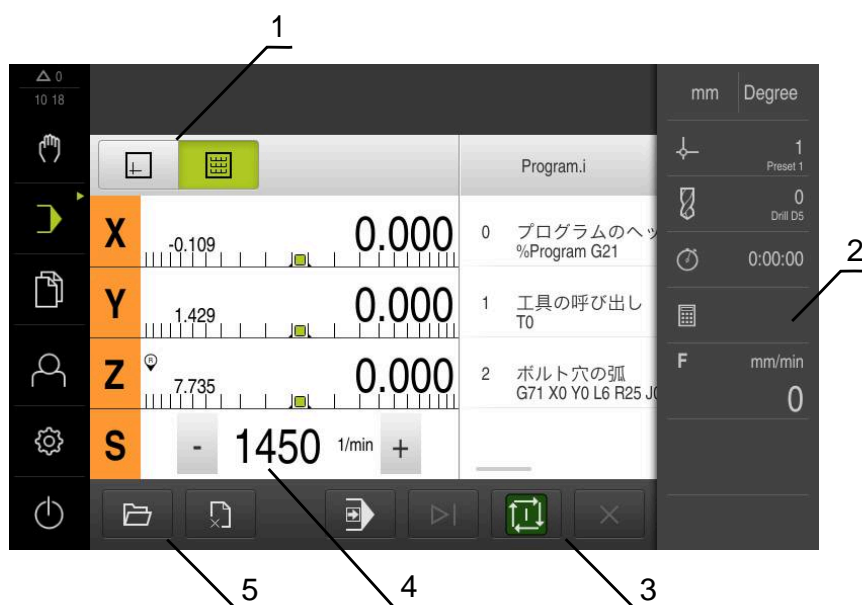 1
0
10 18
mm Degree
Program.i
1
Preset 1
X -0.109 0.000
0 プログラムのヘッ
%Program G21
0
Drill D5
2
0:00:00
Y 1.429 0.000
1 工具の呼び出し
T0
F mm/min
0
Z R 7.735 0.000
2 ボルト穴の弧
G71 X0 Y0 L6 R25 J0
S - 1450 1/min +
5 4 3